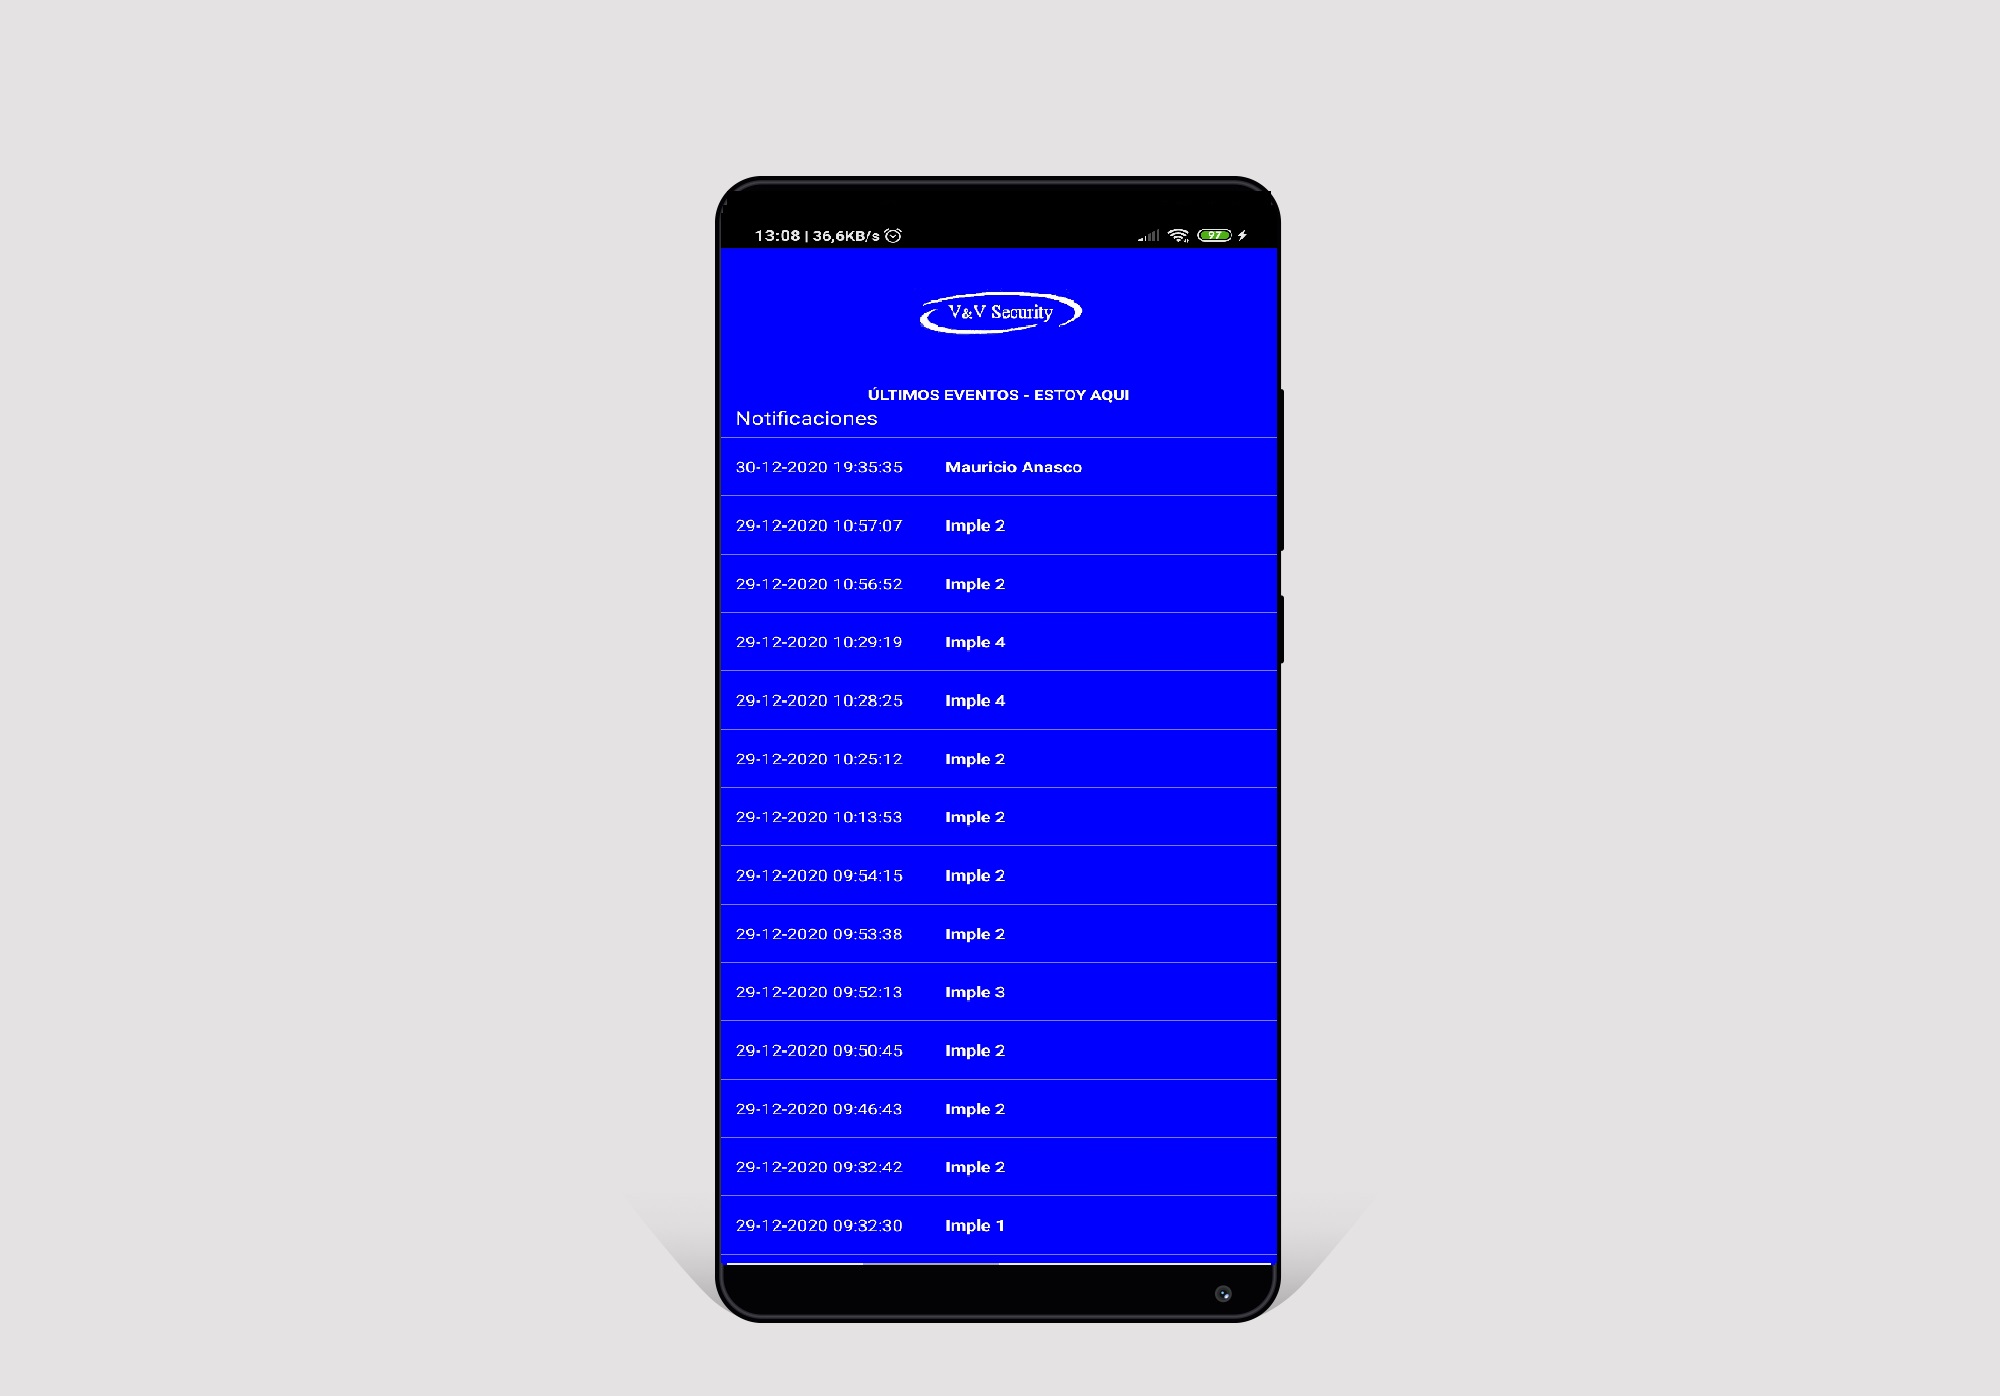 13:08 | 36,6KB/s 97
V&V Security
ÚLTIMOS EVENTOS - ESTOY AQUI
Notificaciones
30-12-2020 19:35:35 Mauricio Anasco
29-12-2020 10:57:07 Imple 2
29-12-2020 10:56:52 Imple 2
29-12-2020 10:29:19 Imple 4
29-12-2020 10:28:25 Imple 4
29-12-2020 10:25:12 Imple 2
29-12-2020 10:13:53 Imple 2
29-12-2020 09:54:15 Imple 2
29-12-2020 09:53:38 Imple 2
29-12-2020 09:52:13 Imple 3
29-12-2020 09:50:45 Imple 2
29-12-2020 09:46:43 Imple 2
29-12-2020 09:32:42 Imple 2
29-12-2020 09:32:30 Imple 1